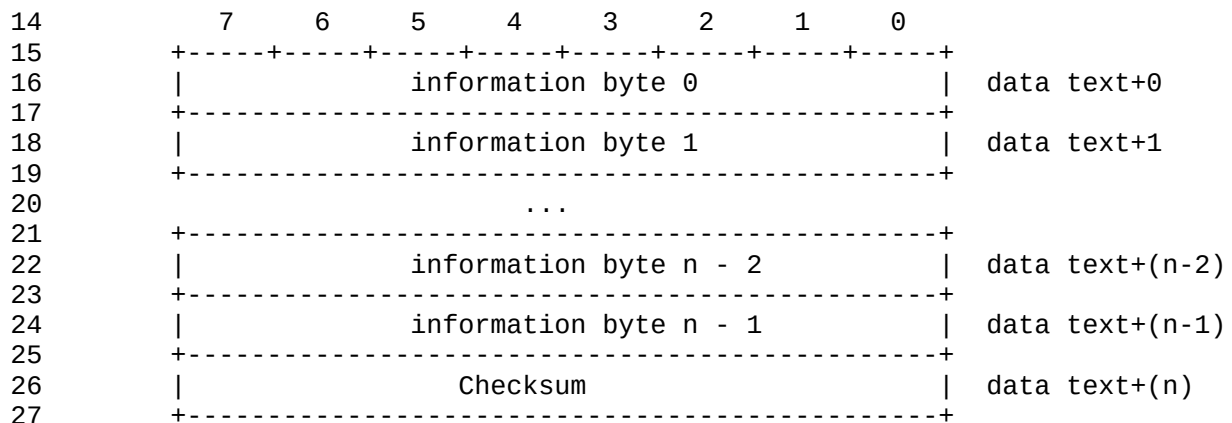 14             7     6     5     4     3     2     1     0
15          +-----+-----+-----+-----+-----+-----+-----+-----+
16          |              information byte 0               |  data text+0
17          +-----------------------------------------------+
18          |              information byte 1               |  data text+1
19          +-----------------------------------------------+
20                                ...
21          +-----------------------------------------------+
22          |              information byte n - 2           |  data text+(n-2)
23          +-----------------------------------------------+
24          |              information byte n - 1           |  data text+(n-1)
25          +-----------------------------------------------+
26          |                 Checksum                      |  data text+(n)
27          +-----------------------------------------------+